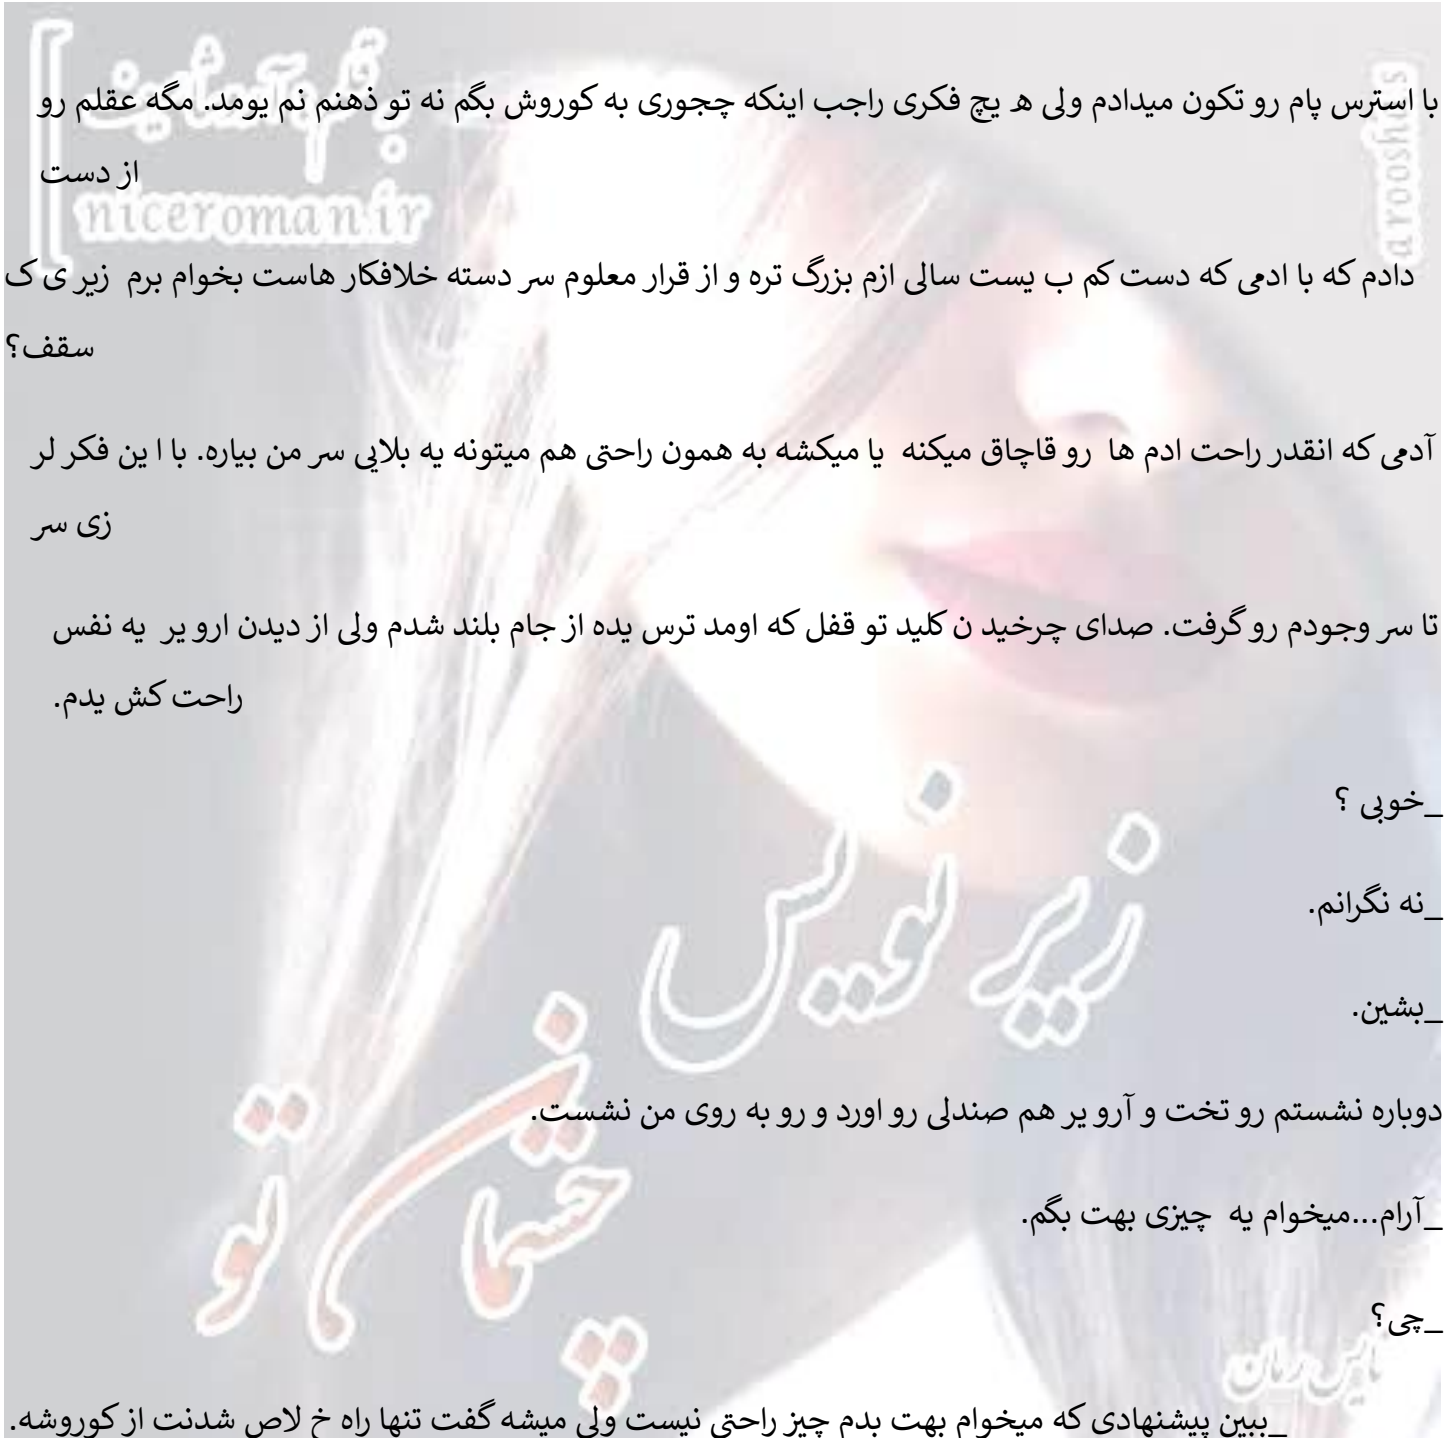 به قلم آسمان
niceroman.ir
با استرس پام رو تکون میدادم ولی ه یچ فکری راجب اینکه چجوری به کوروش بگم نه تو ذهنم نم یومد. مگه عقلم رو
از دست
دادم که با ادمی که دست کم ب یست سالی ازم بزرگ تره و از قرار معلوم سر دسته خلافکار هاست بخوام برم زیر ی ک
سقف؟
آدمی که انقدر راحت ادم ها رو قاچاق میکنه یا میکشه به همون راحتی هم میتونه یه بلایی سر من بیاره. با ا ین فکر لر
زی سر
تا سر وجودم رو گرفت. صدای چرخید ن کلید تو قفل که اومد ترس یده از جام بلند شدم ولی از دیدن ارو یر یه نفس
راحت کش یدم.
_خوبی ؟
_نه نگرانم.
_بشین.
دوباره نشستم رو تخت و آرو یر هم صندلی رو اورد و رو به روی من نشست.
_آرام...میخوام یه چیزی بهت بگم.
_چی؟
_ببین پیشنهادی که میخوام بهت بدم چیز راحتی نیست ولی میشه گفت تنها راه خ لاص شدنت از کوروشه.
زیر نویس
چشمان تو
نایس رمان